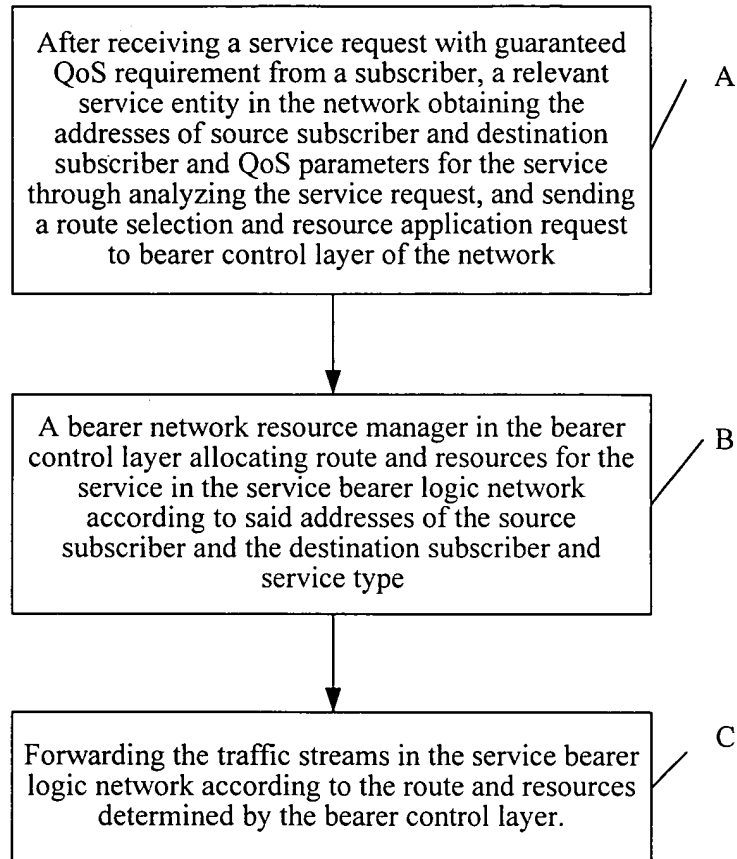 After receiving a service request with guaranteed
QoS requirement from a subscriber, a relevant
service entity in the network obtaining the
addresses of source subscriber and destination
subscriber and QoS parameters for the service
through analyzing the service request, and sending
a route selection and resource application request
to bearer control layer of the network
A
A bearer network resource manager in the bearer
control layer allocating route and resources for the
service in the service bearer logic network
according to said addresses of the source
subscriber and the destination subscriber and
service type
B
Forwarding the traffic streams in the service bearer
logic network according to the route and resources
determined by the bearer control layer.
C